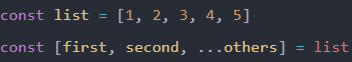 const list = [1, 2, 3, 4, 5]
const [first, second, ...others] = list